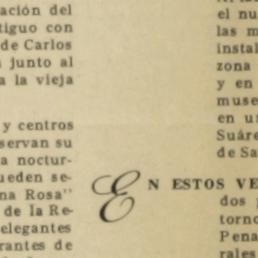 ación del
tiguo con
de Carlos
junto al
a la vieja
y centros
servan su
a noctur-
ueden se-
na Rosa"
de la Re-
elegantes
rantes de
el nu
las m
instal
zona
y en
muse
en u
Suáre
de Sa
EN ESTOS VE
dos
torno
Pena
rales